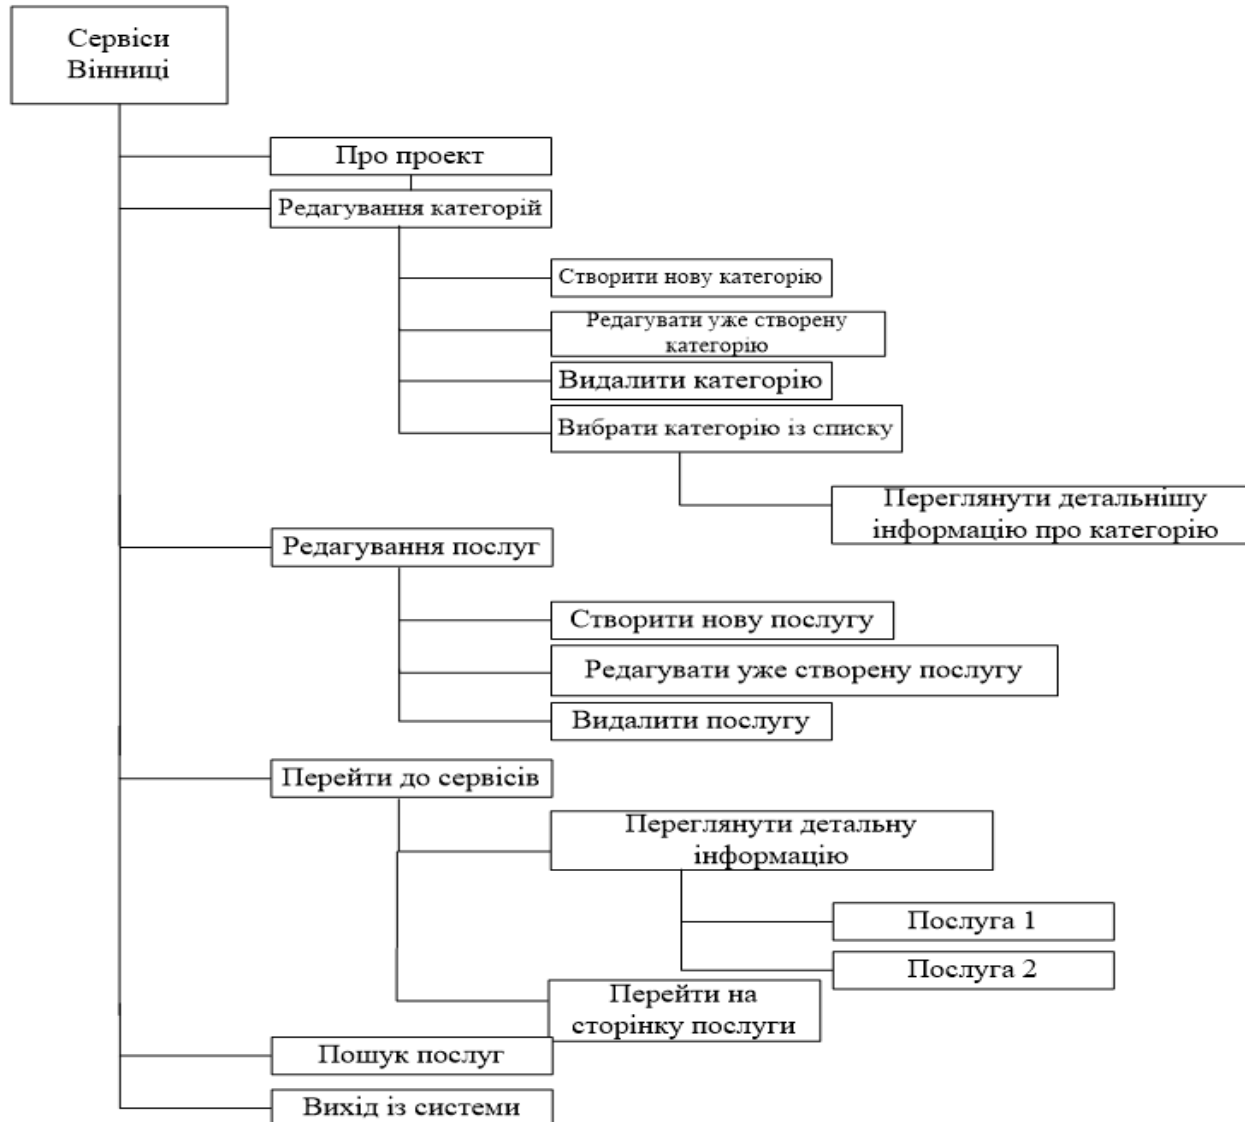 Сервіси
Вінниці
Про проект
Редагування категорій
Створити нову категорію
Редагувати уже створену
категорію
Видалити категорію
Вибрати категорію із списку
Переглянути детальнішу
інформацію про категорію
Редагування послуг
Створити нову послугу
Редагувати уже створену послугу
Видалити послугу
Перейти до сервісів
Переглянути детальну
інформацію
Послуга 1
Послуга 2
Перейти на
сторінку послуги
Пошук послуг
Вихід із системи